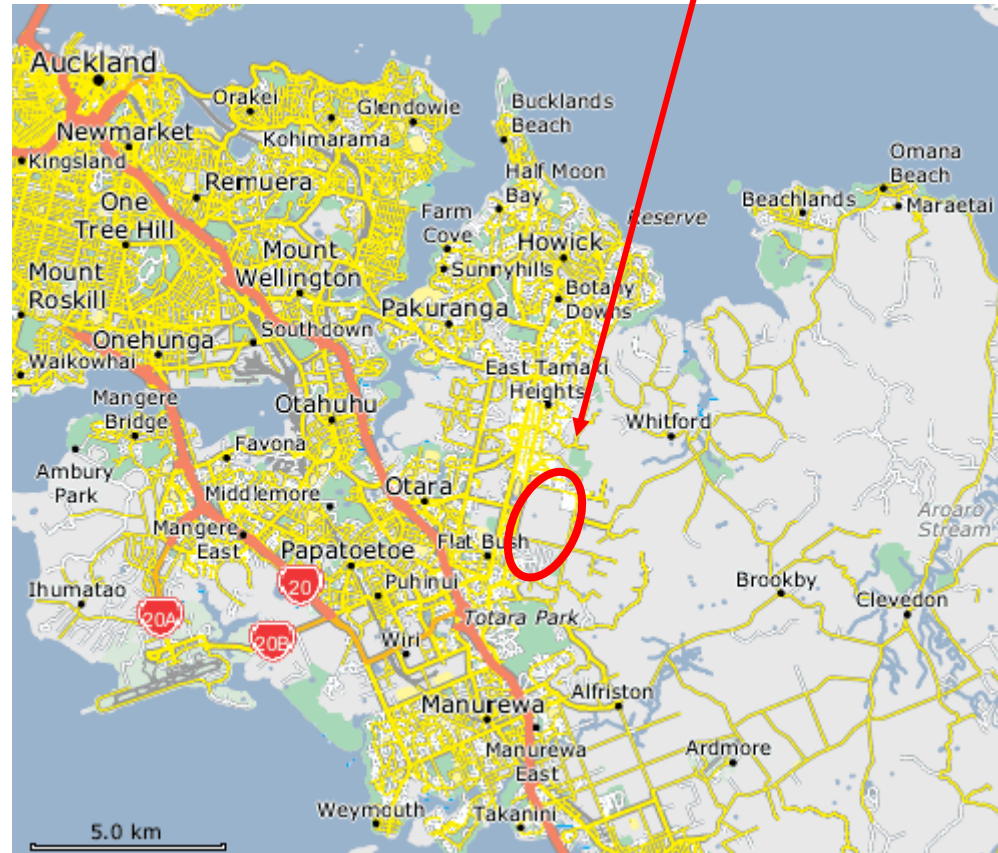 Auckland
Orakei
Glendowie
Bucklands
Beach
Newmarket
Kohimarama
Kingsland
Omana
Beach
Remuera
Half Moon
Bay
Beachlands
Maraetai
One
Tree Hill
Farm
Cove
Reserve
Howick
Mount
Wellington
Sunnyhills
Mount
Roskill
Botany
Downs
Pakuranga
Onehunga
Southdown
Waikowhai
East Tamaki
Heights
Mangere
Bridge
Otahuhu
Whitford
Favona
Ambury
Park
Middlemore
Otara
Aroaro
Stream
Mangere
East
Papatoetoe
Flat Bush
Ihumatao
20
Puhinui
Brookby
Clevedon
20A
20B
Totara Park
Wiri
Manurewa
Alfriston
Manurewa
East
Ardmore
Weymouth
Takanini
5.0 km